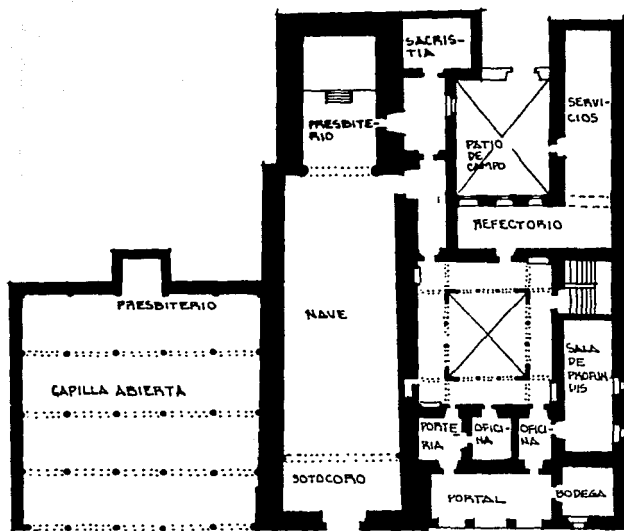 SACRIS-
TIA
PRESBITE-
RIO
PATIO
DE
CAMPO
SERVI-
CIOS
REFECTORIO
PRESBITERIO
NAVE
CAPILLA ABIERTA
SALA
DE
PRORIN
DIS
PORTE-
RIA
OFICI-
NA
OFICI-
NA
SOTOCORO
PORTAL
BODEGA